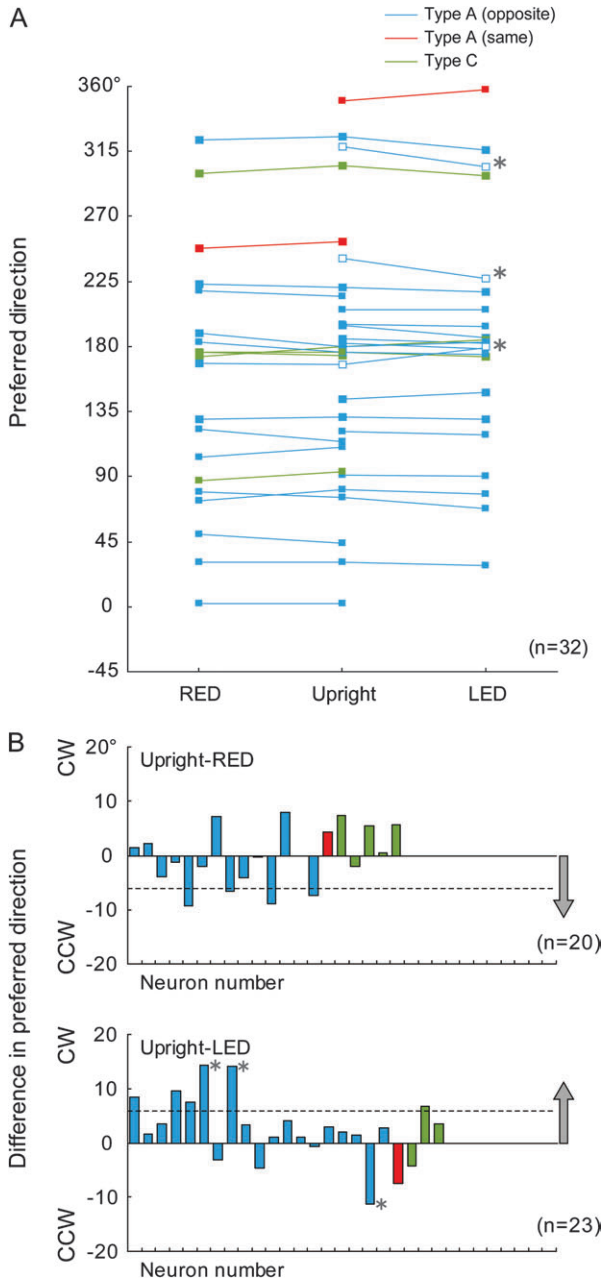 A
Type A (opposite)
Type A (same)
Type C
360°
315
270
225
180
135
90
45
0
-45
Preferred direction
*
*
*
(n=32)
RED Upright LED
B
Difference in preferred direction
CW
CCW
20°
10
0
-10
-20
Upright-RED
(n=20)
Neuron number
CW
CCW
20
10
0
-10
-20
Upright-LED
* *
*
(n=23)
Neuron number